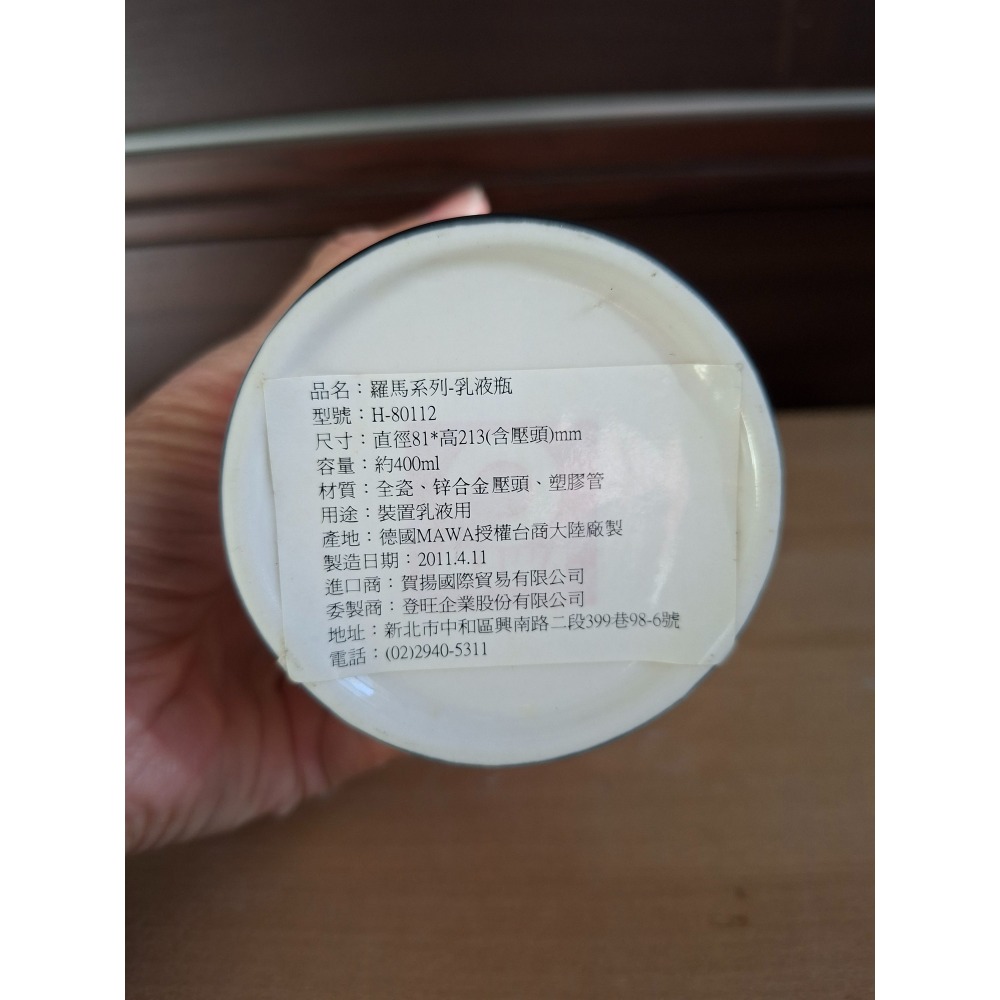 品名：羅馬系列-乳液瓶
型號：H-80112
尺寸：直徑81*高213(含壓頭)mm
容量：約400ml
材質：全瓷、锌合金壓頭、塑膠管
用途：裝置乳液用
產地：德國MAWA授權台商大陸廠製
製造日期：2011.4.11
進口商：賀揚國際貿易有限公司
委製商：登旺企業股份有限公司
地址：新北市中和區興南路二段399巷98-6號
電話：(02)2940-5311